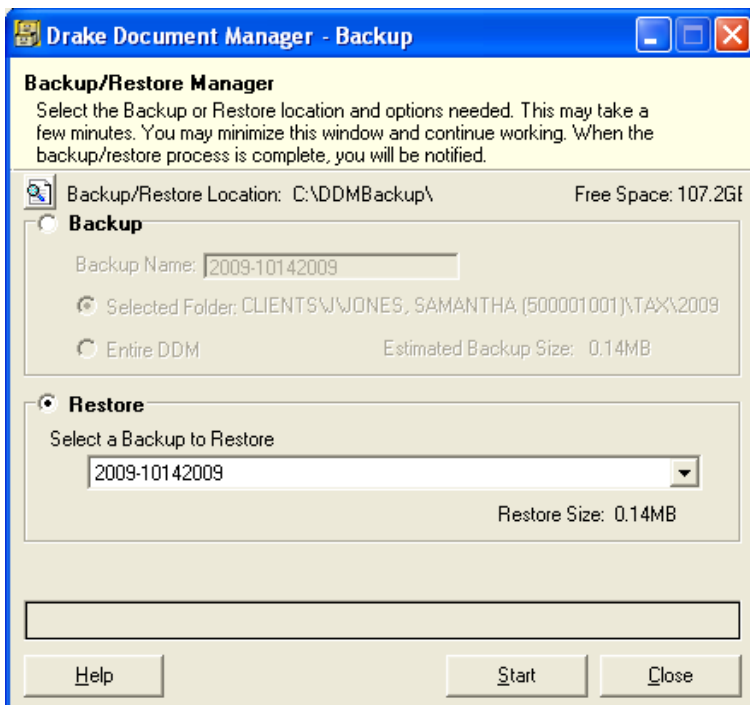 Drake Document Manager - Backup
Backup/Restore Manager
Select the Backup or Restore location and options needed. This may take a
few minutes. You may minimize this window and continue working. When the
backup/restore process is complete, you will be notified.
Backup/Restore Location: C:\DDMBackup\ Free Space: 107.2GB
Backup
Backup Name: 2009-10142009
Selected Folder: CLIENTS\J\JONES, SAMANTHA (500001001)\TAX\2009
Entire DDM Estimated Backup Size: 0.14MB
Restore
Select a Backup to Restore
2009-10142009
Restore Size: 0.14MB
Help Start Close